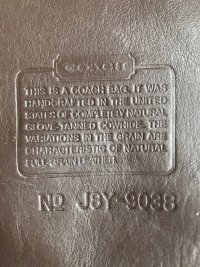 COACH
THIS IS A COACH BAG. IT WAS
HANDCRAFTED IN THE UNITED
STATES OF COMPLETELY NATURAL
GLOVE-TANNED COWHIDE. THE
VARIATIONS IN THE GRAIN ARE
CHARACTERISTIC OF NATURAL
FULL-GRAIN LEATHER.
No J8Y-9038